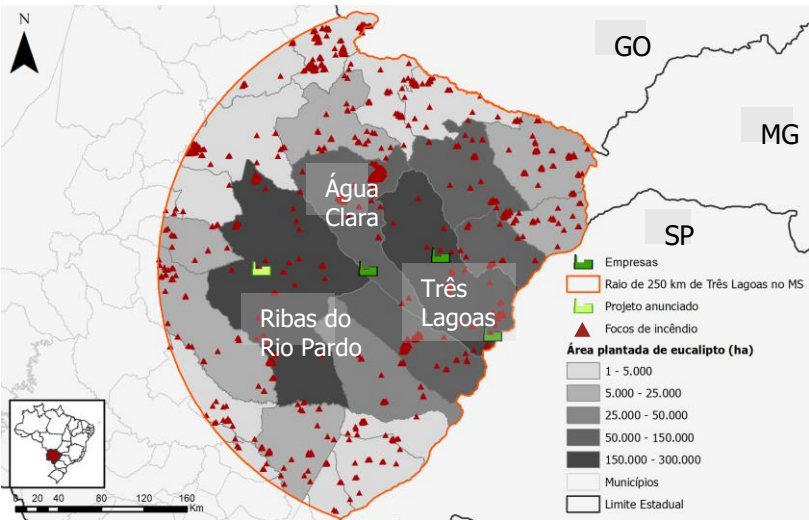 N
GO
MG
SP
Água
Clara
Três
Lagoas
Ribas do
Rio Pardo
Empresas
Raio de 250 km de Três Lagoas no MS
Projeto anunciado
Focos de incêndio
Área plantada de eucalipto (ha)
1 - 5.000
5.000 - 25.000
25.000 - 50.000
50.000 - 150.000
150.000 - 300.000
Municípios
Limite Estadual
0 20 40 80 120 160
Km